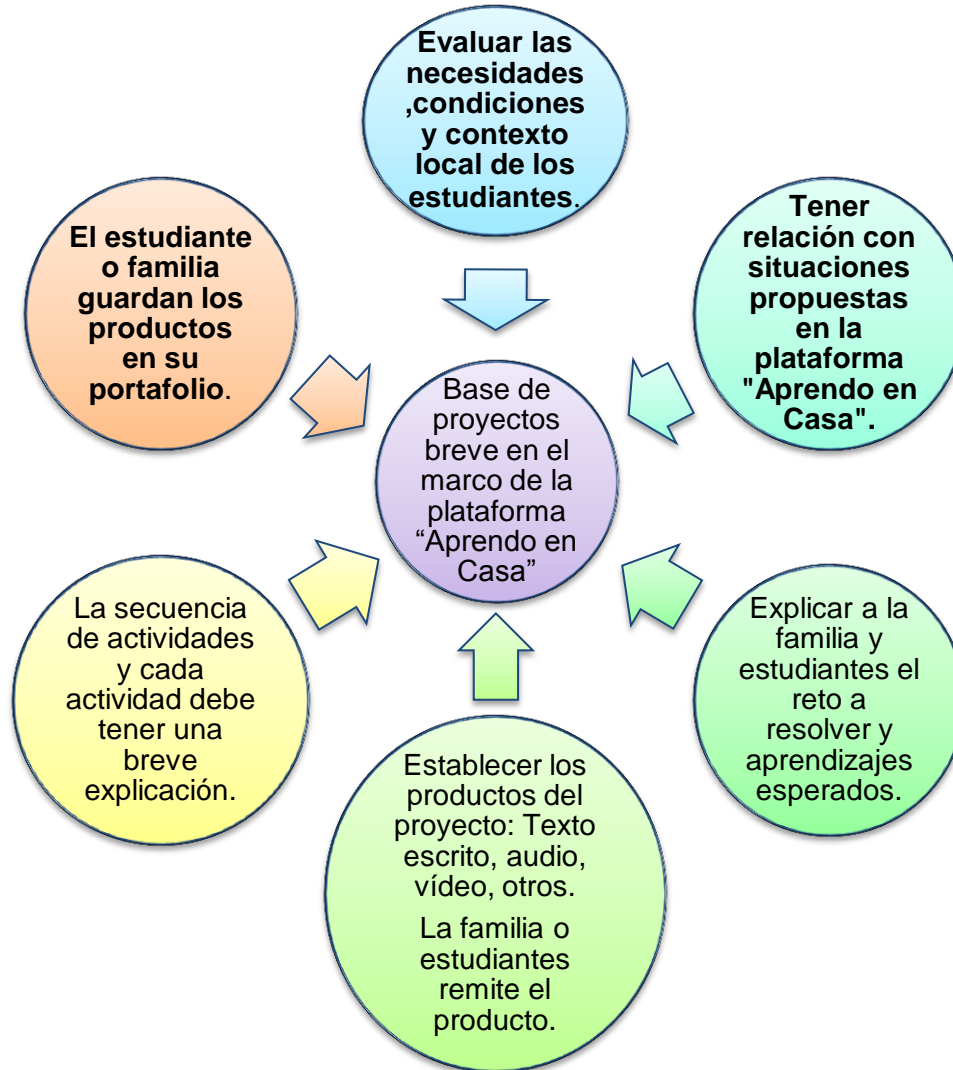 Evaluar las
necesidades
,condiciones
y contexto
local de los
estudiantes.
Tener
relación con
situaciones
propuestas
en la
plataforma
"Aprendo en
Casa".
Explicar a la
familia y
estudiantes el
reto a
resolver y
aprendizajes
esperados.
Establecer los
productos del
proyecto: Texto
escrito, audio,
vídeo, otros.
La familia o
estudiantes
remite el
producto.
La secuencia
de actividades
y cada
actividad debe
tener una
breve
explicación.
El estudiante
o familia
guardan los
productos
en su
portafolio.
Base de
proyectos
breve en el
marco de la
plataforma
“Aprendo en
Casa”